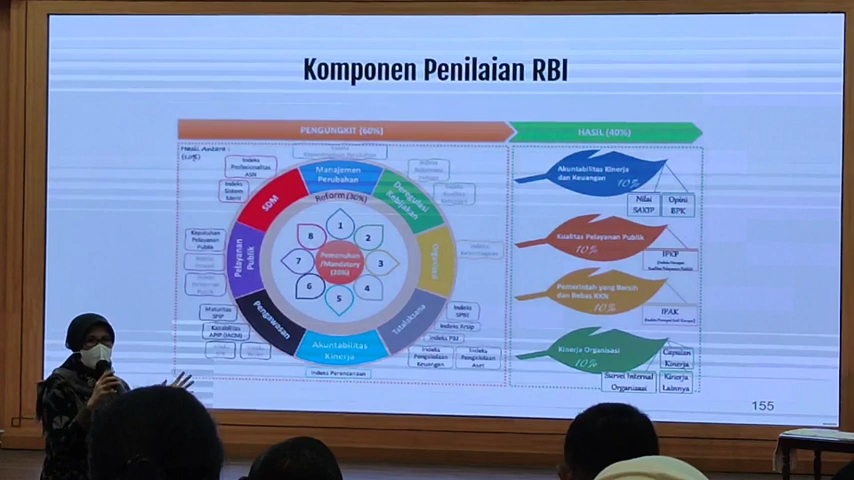 Komponen Penilaian RBI
PENGUNGKIT (60%)
HASIL (40%)
Hasil Antara
(10%)
Indeks
Profesionalitas
ASN
Indeks
Sistem
Merit
Kepatuhan
Pelayanan
Publik
Maturitas
SPIP
Kapabilitas
APIP (IACM)
Indeks Perencanaan
Indeks
SPBE
Indeks Arsip
Indeks PBJ
Indeks
Pengelolaan
Keuangan
Indeks
Pengelolaan
Aset
Manajemen
Perubahan
Deregulasi
Kebijakan
Organisasi
Tatalaksana
Akuntabilitas
Kinerja
Pengawasan
Pelayanan
Publik
SDM
Reform (30%)
1
2
3
4
5
6
7
8
Pemenuhan
/Mandatory
(20%)
Akuntabilitas Kinerja
dan Keuangan
10%
Nilai
SAKIP
Opini
BPK
Kualitas Pelayanan Publik
10%
IPKP
Pemerintah yang Bersih
dan Bebas KKN
10%
IPAK
Kinerja Organisasi
10%
Capaian
Kinerja
Survei Internal
Organisasi
Kinerja
Lainnya
155